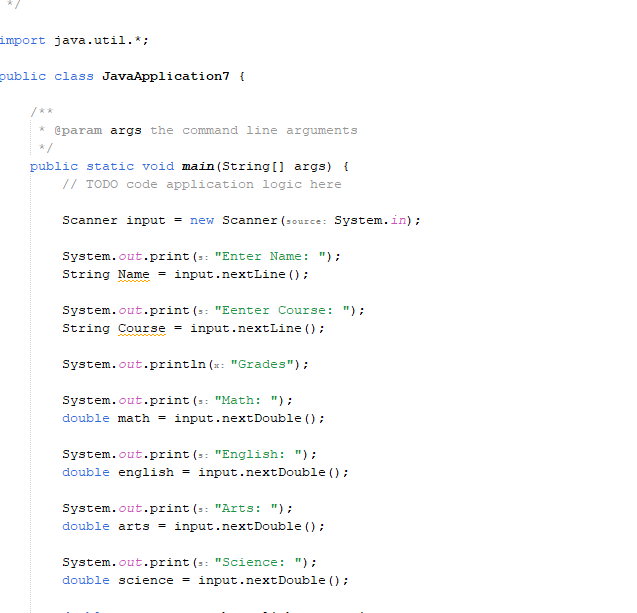 */
import java.util.*;
public class JavaApplication7 {
/**
* @param args the command line arguments
*/
public static void main(String[] args) {
// TODO code application logic here
Scanner input = new Scanner(source: System.in);
System.out.print(s: "Enter Name: ");
String Name = input.nextLine();
System.out.print(s: "Eenter Course: ");
String Course = input.nextLine();
System.out.println(x: "Grades");
System.out.print(s: "Math: ");
double math = input.nextDouble();
System.out.print(s: "English: ");
double english = input.nextDouble();
System.out.print(s: "Arts: ");
double arts = input.nextDouble();
System.out.print(s: "Science: ");
double science = input.nextDouble();